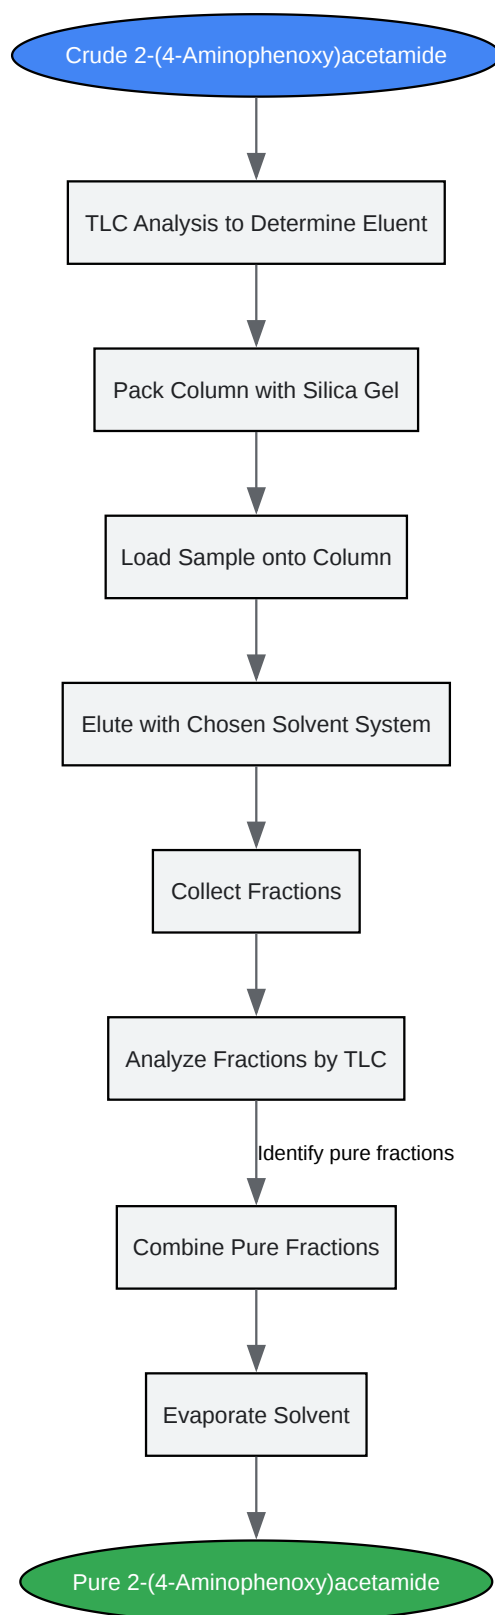 Crude 2-(4-Aminophenoxy)acetamide
TLC Analysis to Determine Eluent
Pack Column with Silica Gel
Load Sample onto Column
Elute with Chosen Solvent System
Collect Fractions
Analyze Fractions by TLC
Identify pure fractions
Combine Pure Fractions
Evaporate Solvent
Pure 2-(4-Aminophenoxy)acetamide